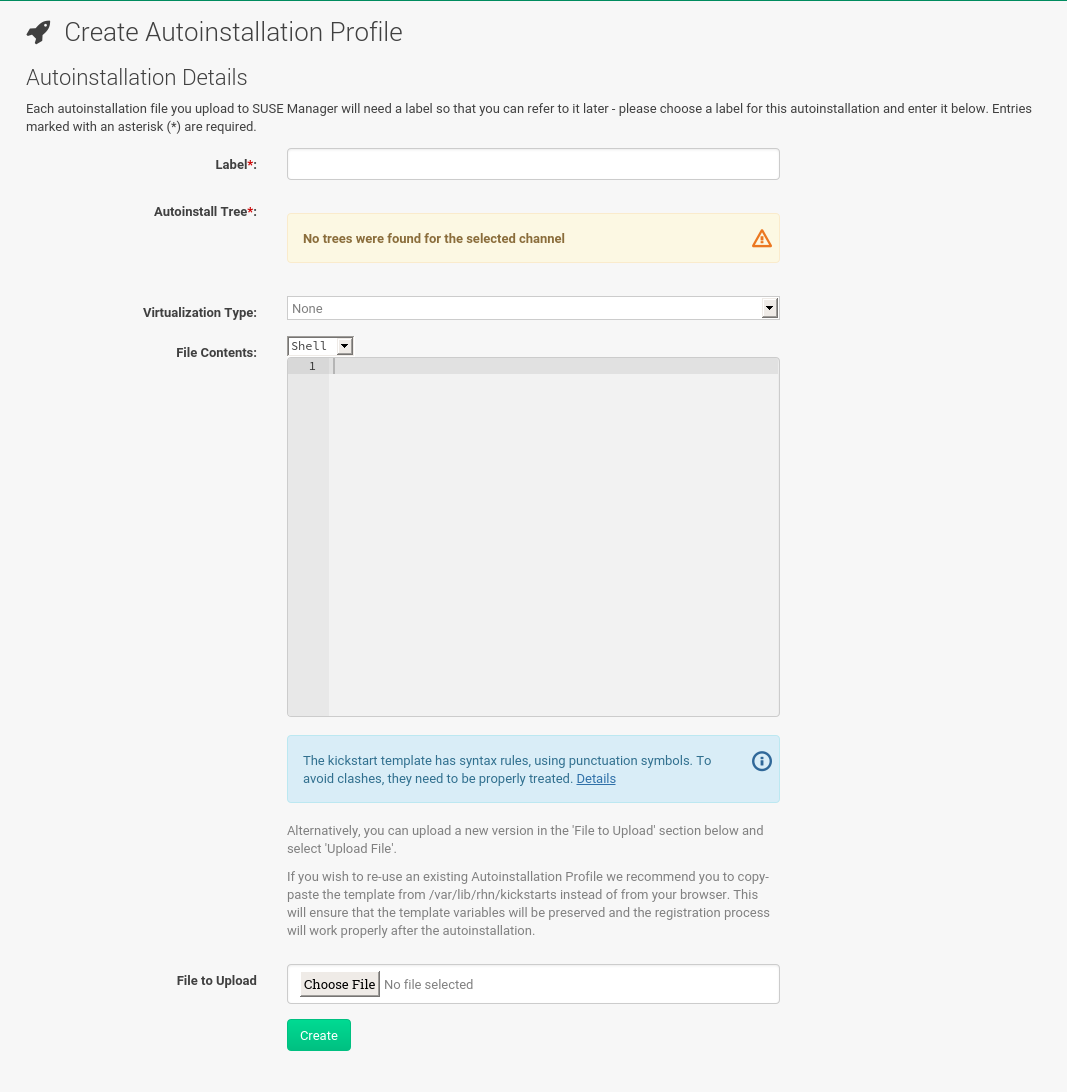 Create Autoinstallation Profile
Autoinstallation Details
Each autoinstallation file you upload to SUSE Manager will need a label so that you can refer to it later - please choose a label for this autoinstallation and enter it below. Entries
marked with an asterisk (*) are required.
Label*:
Autoinstall Tree*:
No trees were found for the selected channel
Virtualization Type:
None
File Contents:
Shell
1
The kickstart template has syntax rules, using punctuation symbols. To
avoid clashes, they need to be properly treated. Details
Alternatively, you can upload a new version in the 'File to Upload' section below and
select 'Upload File'.
If you wish to re-use an existing Autoinstallation Profile we recommend you to copy-
paste the template from /var/lib/rhn/kickstarts instead of from your browser. This
will ensure that the template variables will be preserved and the registration process
will work properly after the autoinstallation.
File to Upload
Choose File No file selected
Create